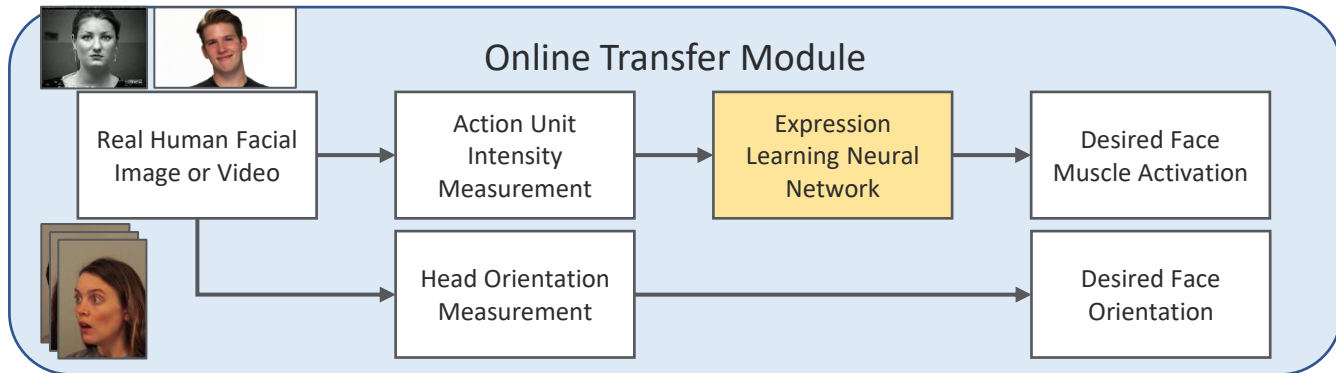 Online Transfer Module
Real Human Facial
Image or Video
Action Unit
Intensity
Measurement
Expression
Learning Neural
Network
Desired Face
Muscle Activation
Head Orientation
Measurement
Desired Face
Orientation